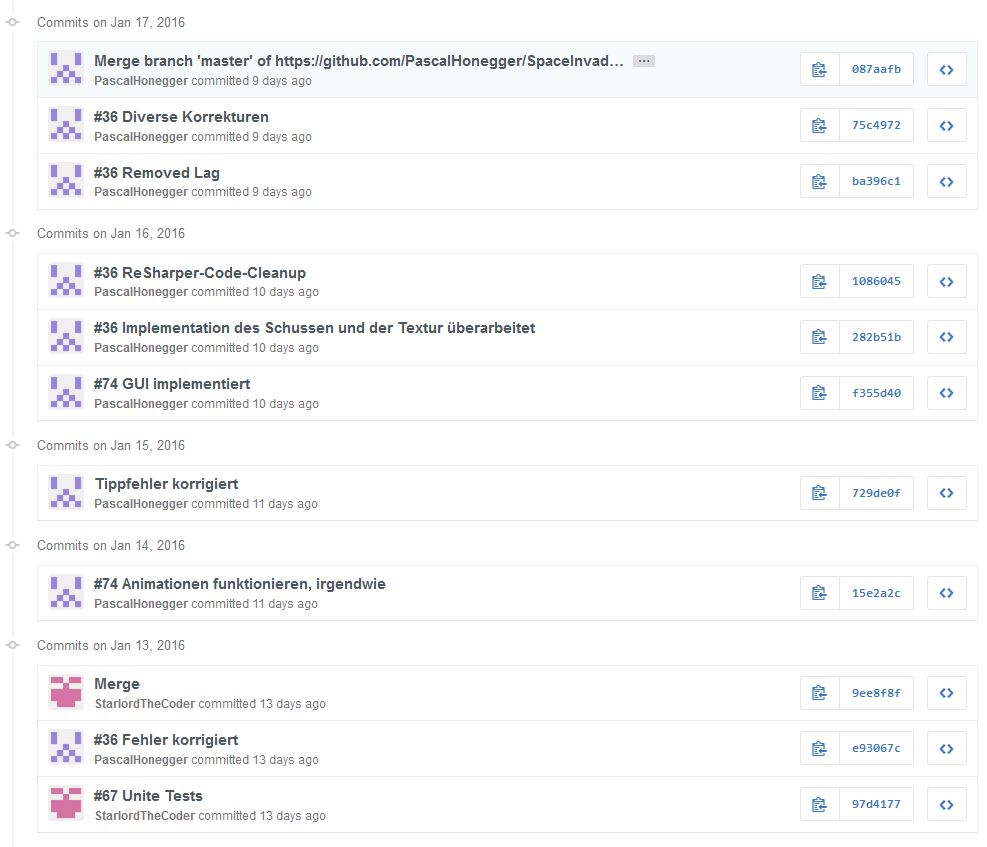 Commits on Jan 17, 2016
Merge branch 'master' of https://github.com/PascalHonegger/SpaceInvad… …
PascalHonegger committed 9 days ago
087aafb
#36 Diverse Korrekturen
PascalHonegger committed 9 days ago
75c4972
#36 Removed Lag
PascalHonegger committed 9 days ago
ba396c1
Commits on Jan 16, 2016
#36 ReSharper-Code-Cleanup
PascalHonegger committed 10 days ago
1086045
#36 Implementation des Schussen und der Textur überarbeitet
PascalHonegger committed 10 days ago
282b51b
#74 GUI implementiert
PascalHonegger committed 10 days ago
f355d40
Commits on Jan 15, 2016
Tippfehler korrigiert
PascalHonegger committed 11 days ago
729de0f
Commits on Jan 14, 2016
#74 Animationen funktionieren, irgendwie
PascalHonegger committed 11 days ago
15e2a2c
Commits on Jan 13, 2016
Merge
StarlordTheCoder committed 13 days ago
9ee8f8f
#36 Fehler korrigiert
PascalHonegger committed 13 days ago
e93067c
#67 Unite Tests
StarlordTheCoder committed 13 days ago
97d4177